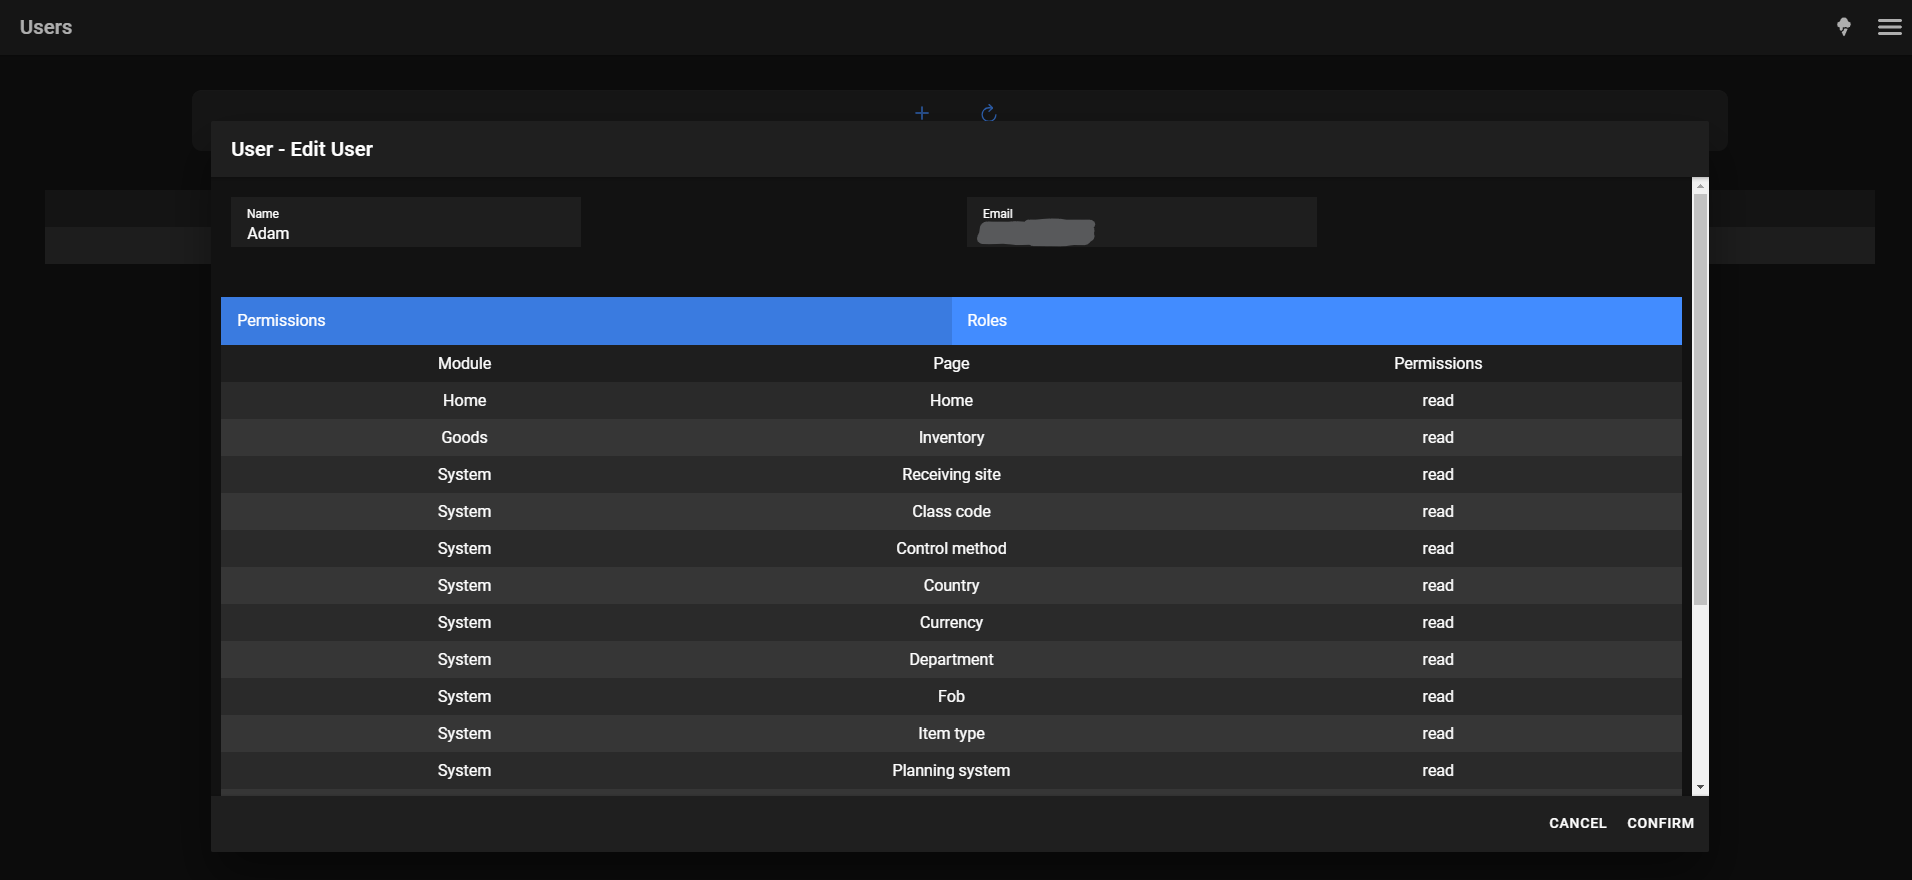 Users
User - Edit User
Name
Adam
Email
Permissions Roles
Module Page Permissions
Home Home read
Goods Inventory read
System Receiving site read
System Class code read
System Control method read
System Country read
System Currency read
System Department read
System Fob read
System Item type read
System Planning system read
CANCEL CONFIRM